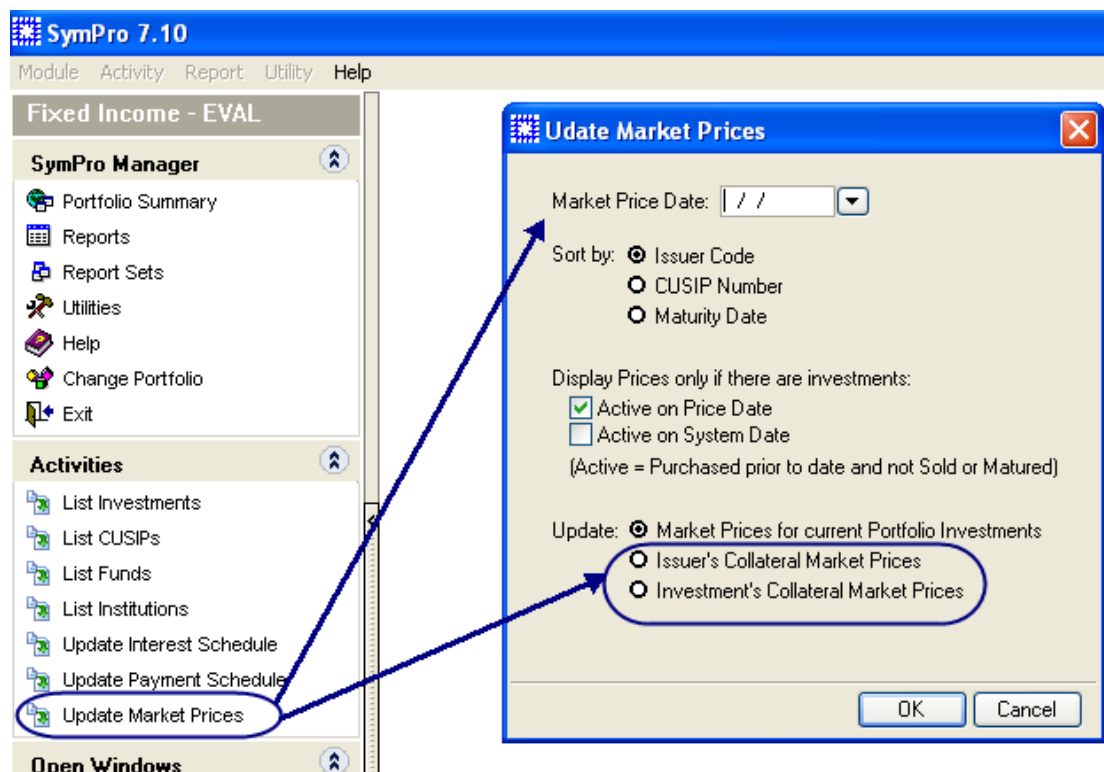 SymPro 7.10
Module Activity Report Utility Help
Fixed Income - EVAL
SymPro Manager
Portfolio Summary
Reports
Report Sets
Utilities
Help
Change Portfolio
Exit
Activities
List Investments
List CUSIPs
List Funds
List Institutions
Update Interest Schedule
Update Payment Schedule
Update Market Prices
Open Windows
Udate Market Prices
Market Price Date: / /
Sort by: Issuer Code
CUSIP Number
Maturity Date
Display Prices only if there are investments:
Active on Price Date
Active on System Date
(Active = Purchased prior to date and not Sold or Matured)
Update: Market Prices for current Portfolio Investments
Issuer's Collateral Market Prices
Investment's Collateral Market Prices
OK Cancel